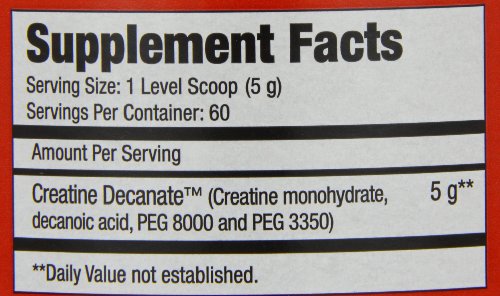 Supplement Facts
Serving Size: 1 Level Scoop (5 g)
Servings Per Container: 60
Amount Per Serving
Creatine Decanate™ (Creatine monohydrate, 5 g**
decanoic acid, PEG 8000 and PEG 3350)
**Daily Value not established.